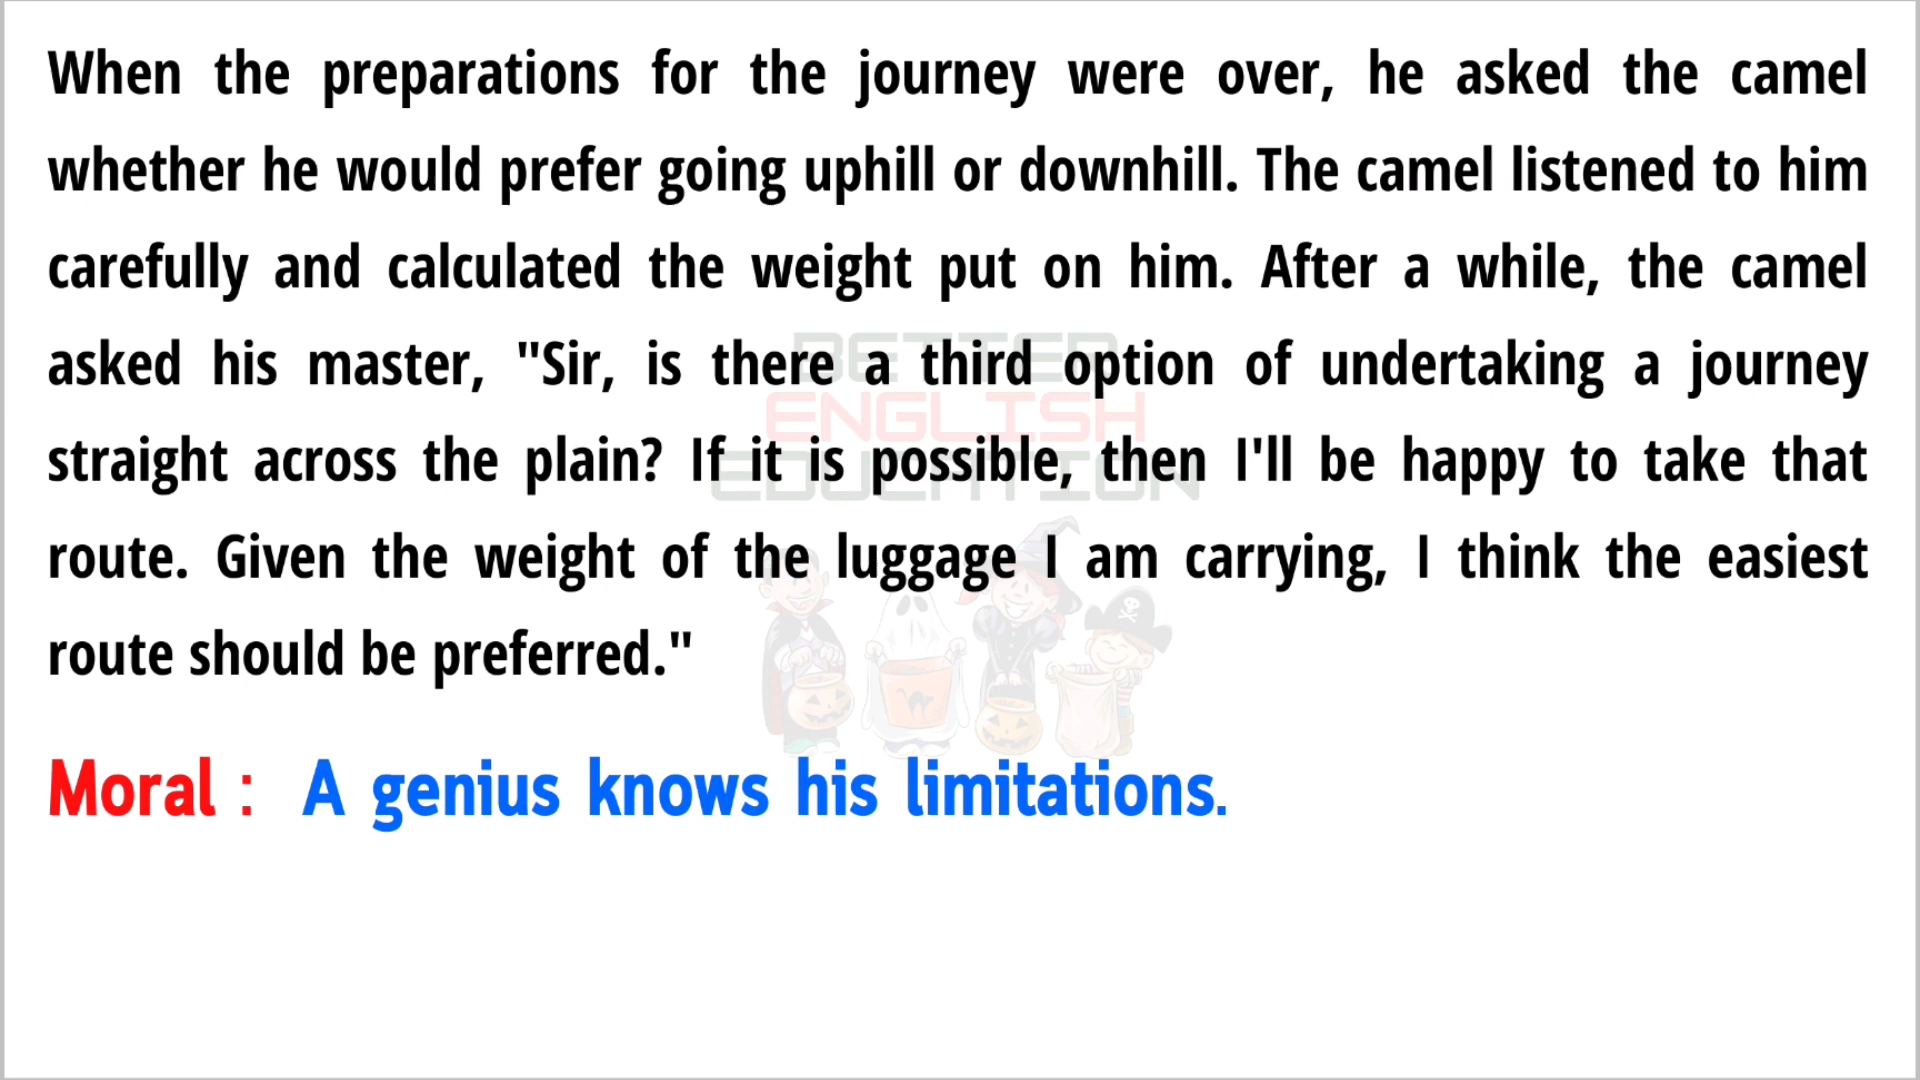 When the preparations for the journey were over, he asked the camel
whether he would prefer going uphill or downhill. The camel listened to him
carefully and calculated the weight put on him. After a while, the camel
asked his master, "Sir, is there a third option of undertaking a journey
straight across the plain? If it is possible, then I'll be happy to take that
route. Given the weight of the luggage I am carrying, I think the easiest
route should be preferred."
Moral : A genius knows his limitations.
BETTER
ENGLISH
EDUCATION